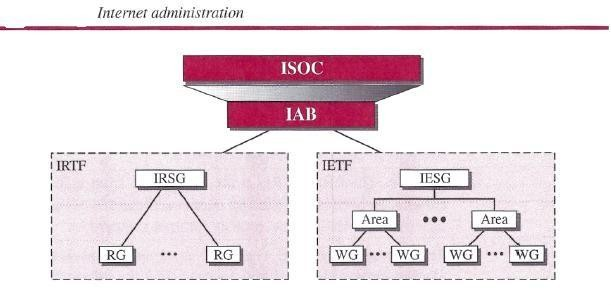 Internet administration
ISOC
IAB
IRTF
IRSG
RG ••• RG
IETF
IESG
Area ••• Area
WG ••• WG WG ••• WG